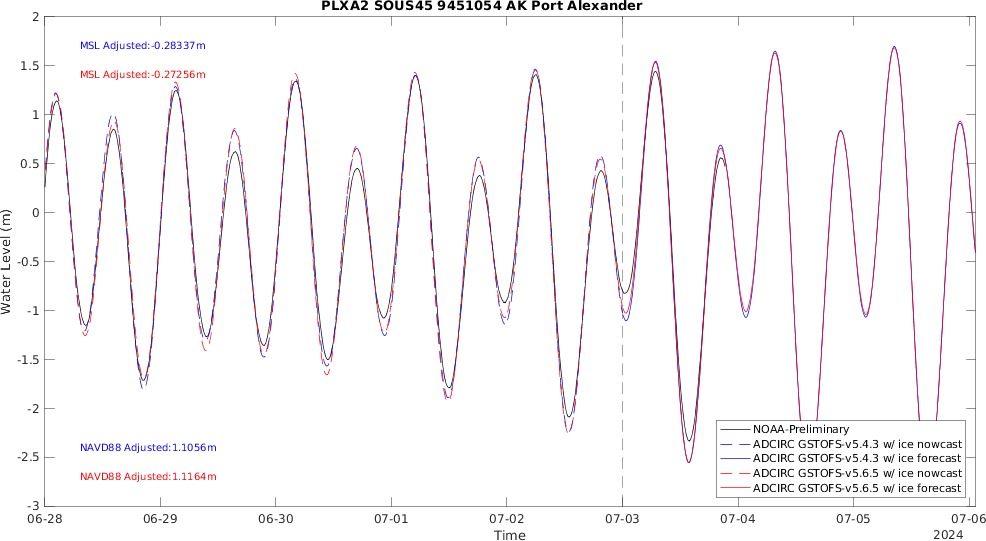 PLXA2 SOUS45 9451054 AK Port Alexander
2
1.5
1
0.5
0
-0.5
-1
-1.5
-2
-2.5
-3
Water Level (m)
MSL Adjusted:-0.28337m
MSL Adjusted:-0.27256m
NAVD88 Adjusted:1.1056m
NAVD88 Adjusted:1.1164m
NOAA-Preliminary
ADCIRC GSTOFS-v5.4.3 w/ ice nowcast
ADCIRC GSTOFS-v5.4.3 w/ ice forecast
ADCIRC GSTOFS-v5.6.5 w/ ice nowcast
ADCIRC GSTOFS-v5.6.5 w/ ice forecast
06-28 06-29 06-30 07-01 07-02 07-03 07-04 07-05 07-06
Time
2024